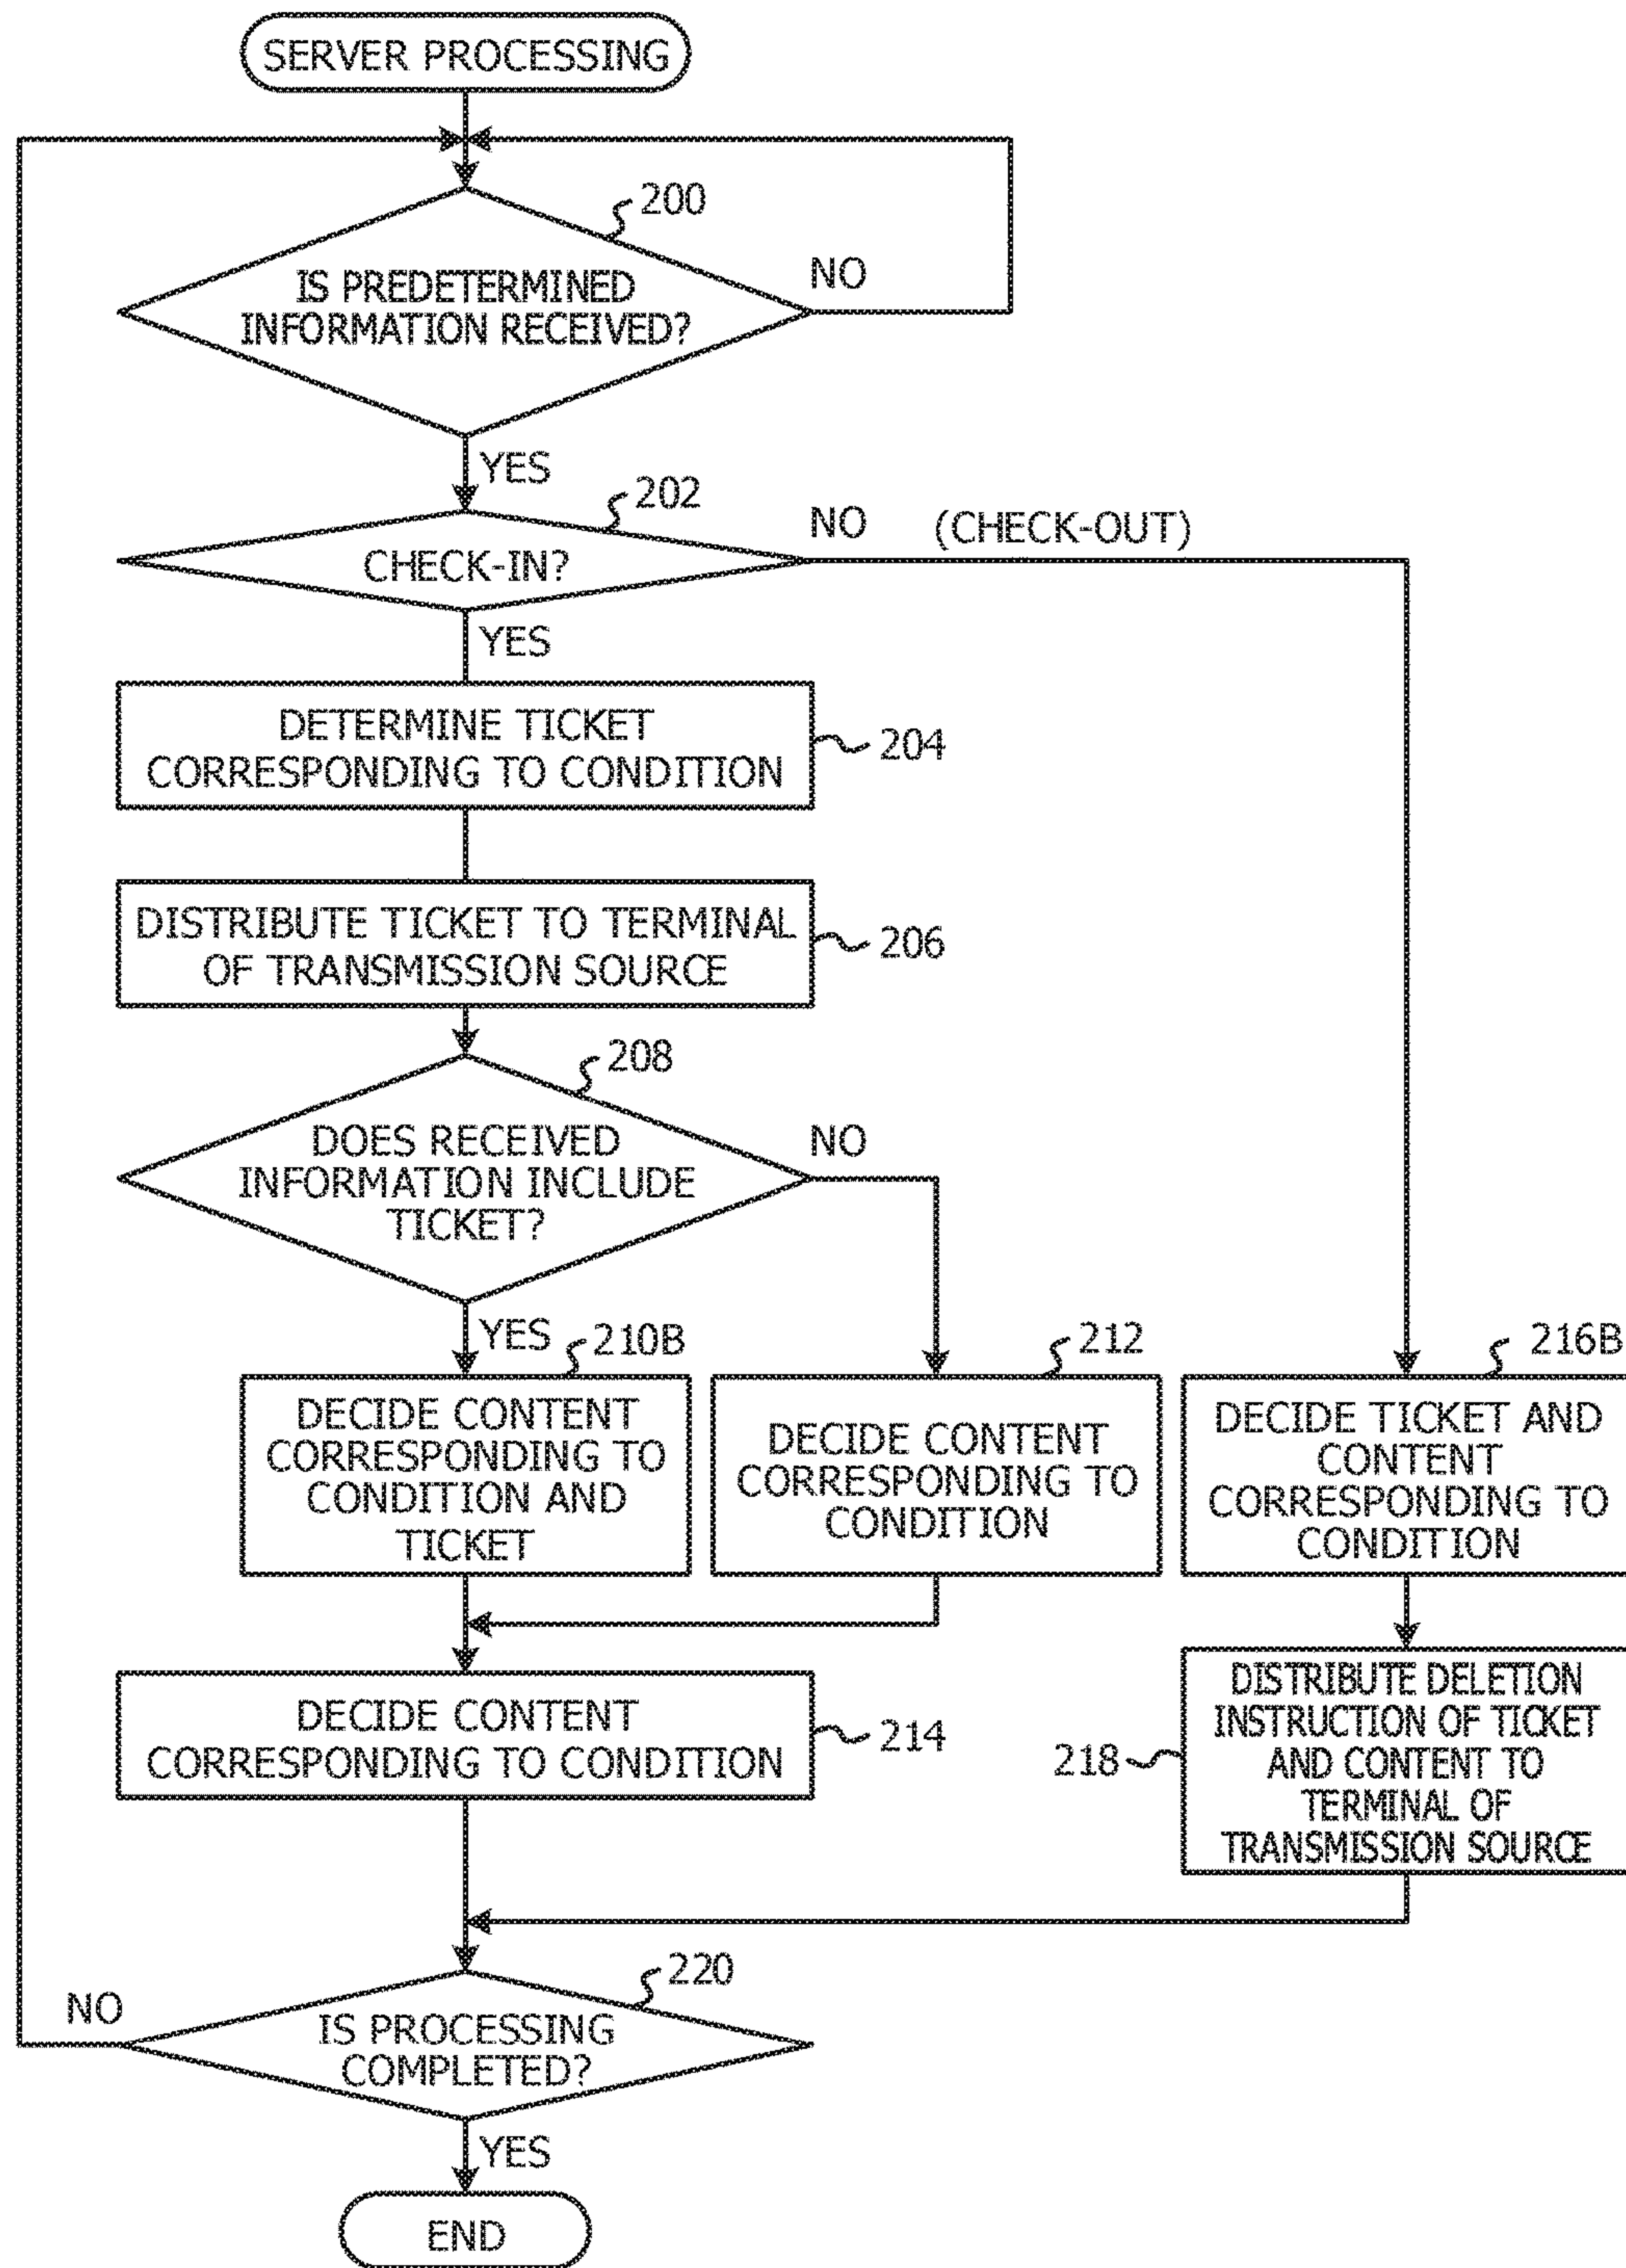 SERVER PROCESSING
200
IS PREDETERMINED
INFORMATION RECEIVED?
NO
YES
202
CHECK-IN?
NO (CHECK-OUT)
YES
DETERMINE TICKET
CORRESPONDING TO CONDITION
204
DISTRIBUTE TICKET TO TERMINAL
OF TRANSMISSION SOURCE
206
208
DOES RECEIVED
INFORMATION INCLUDE
TICKET?
NO
YES
210B
DECIDE CONTENT
CORRESPONDING TO
CONDITION AND
TICKET
212
DECIDE CONTENT
CORRESPONDING TO
CONDITION
216B
DECIDE TICKET AND
CONTENT
CORRESPONDING TO
CONDITION
DECIDE CONTENT
CORRESPONDING TO CONDITION
214
218
DISTRIBUTE DELETION
INSTRUCTION OF TICKET
AND CONTENT TO
TERMINAL OF
TRANSMISSION SOURCE
220
IS PROCESSING
COMPLETED?
NO
YES
END